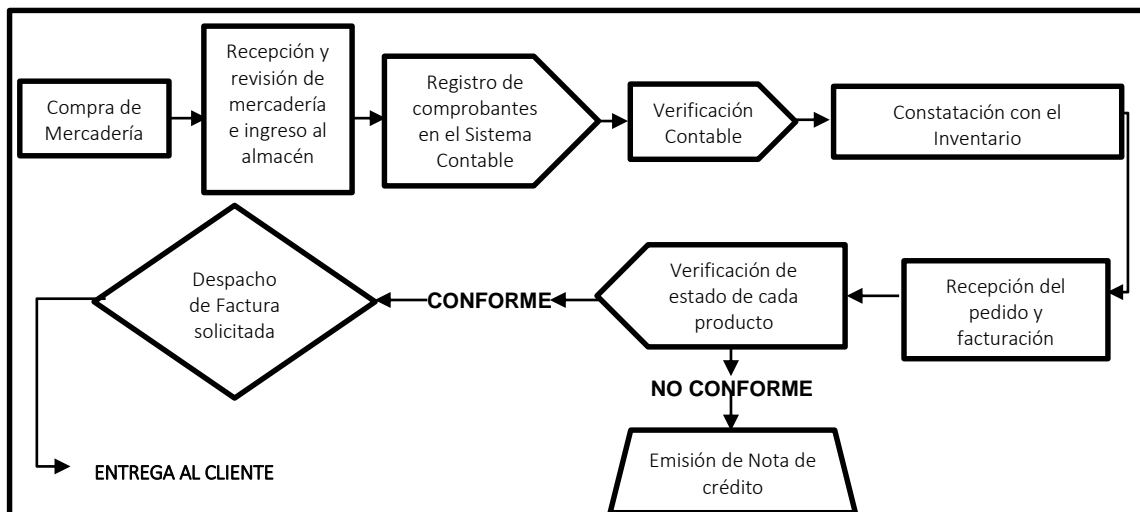 Compra de
Mercadería
Recepción y
revisión de
mercadería
e ingreso al
almacén
Registro de
comprobantes
en el Sistema
Contable
Verificación
Contable
Constatación con el
Inventario
Recepción del
pedido y
facturación
Verificación de
estado de cada
producto
CONFORME
Despacho
de Factura
solicitada
ENTREGA AL CLIENTE
NO CONFORME
Emisión de Nota de
crédito